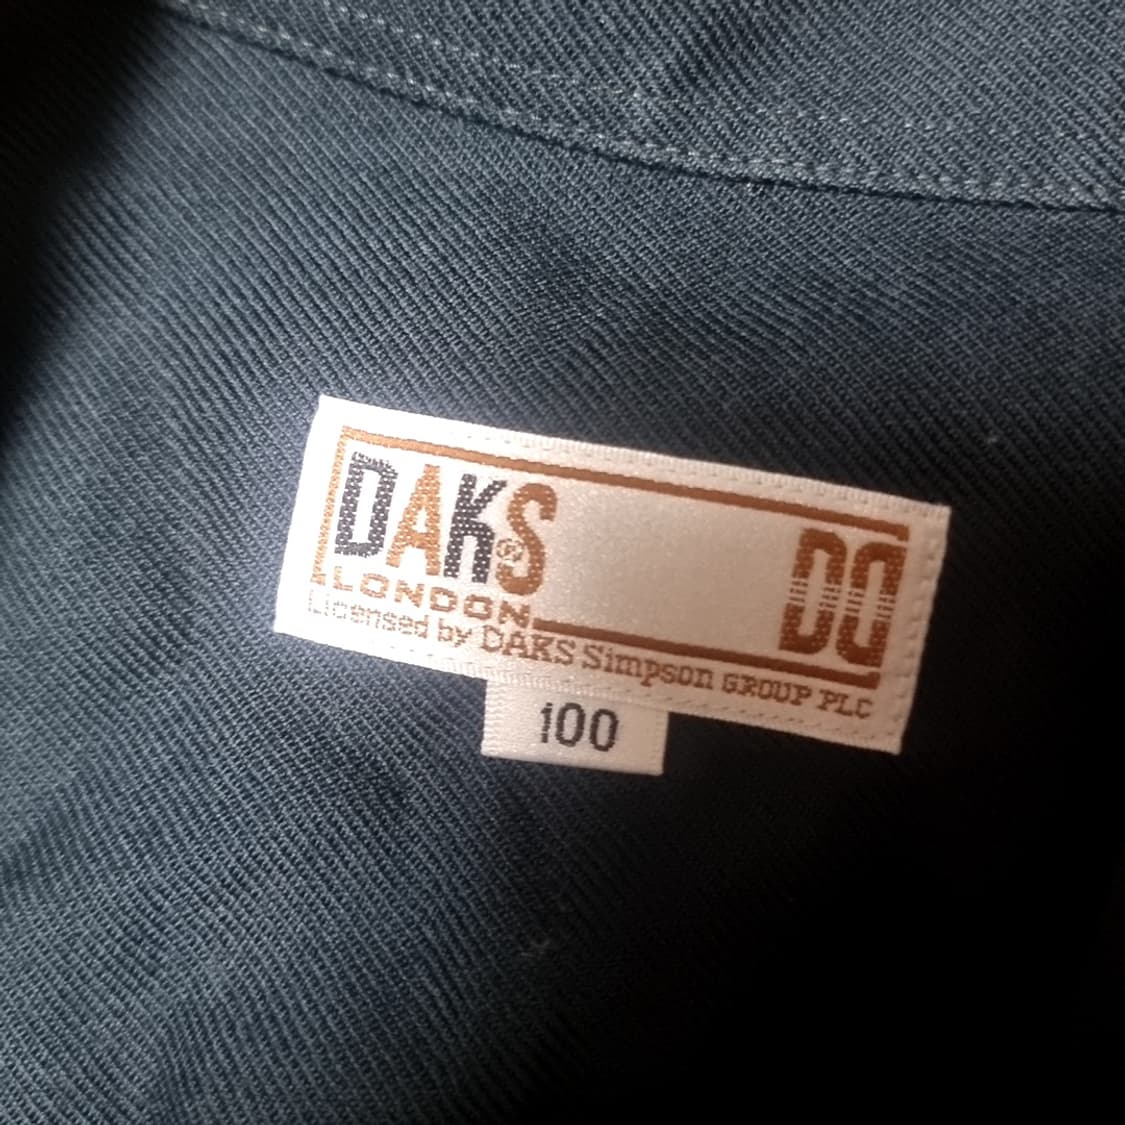 DAKS® DD
LONDON
Licensed by DAKS Simpson GROUP PLC
100